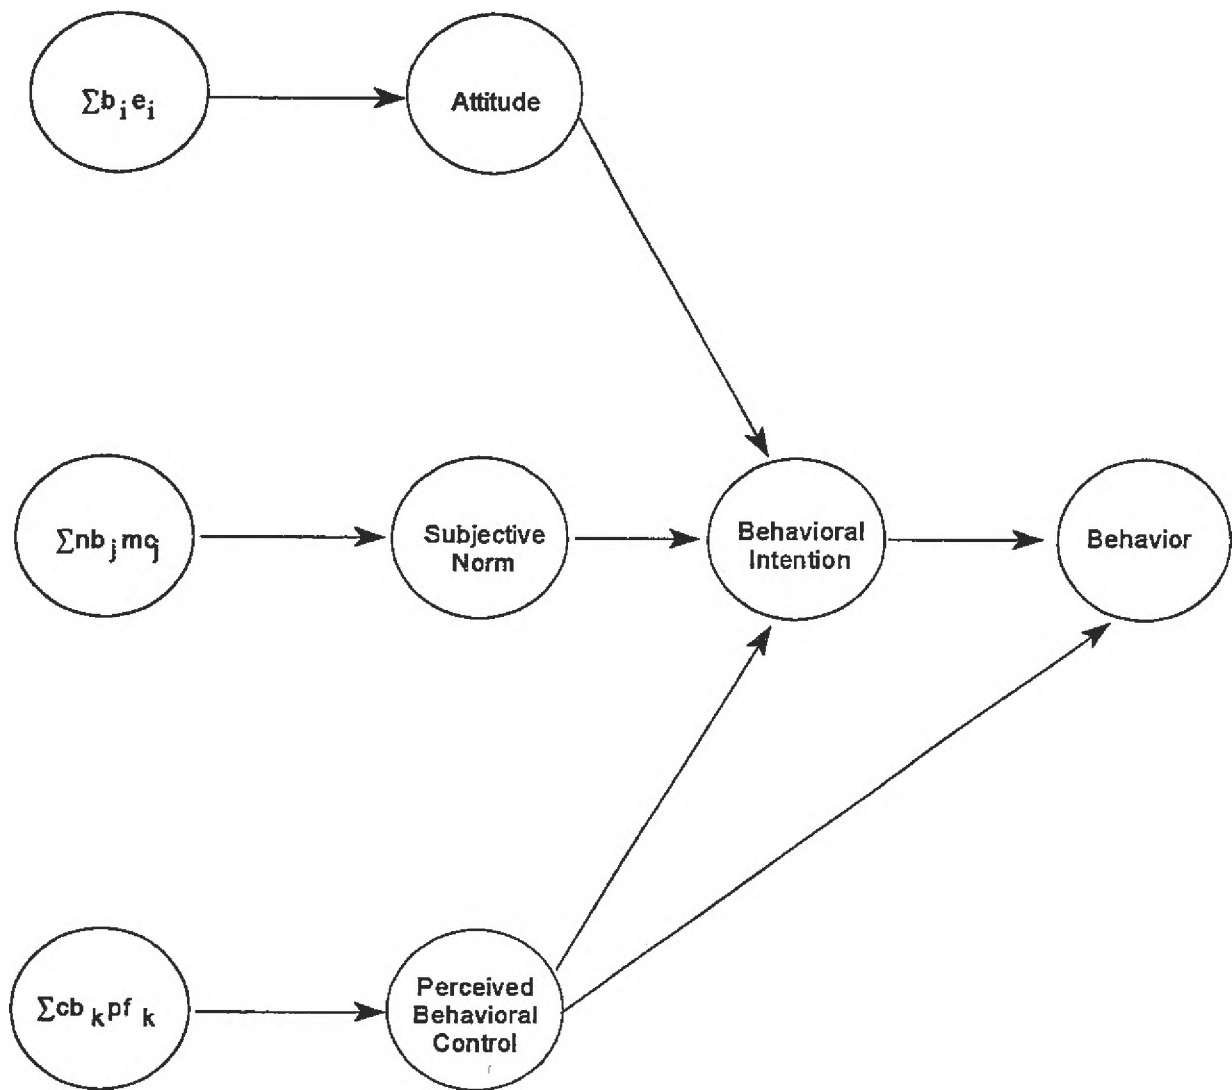 ∑b i e i
Attitude
∑nb j mc j
Subjective
Norm
Behavioral
Intention
Behavior
∑cb k pf k
Perceived
Behavioral
Control